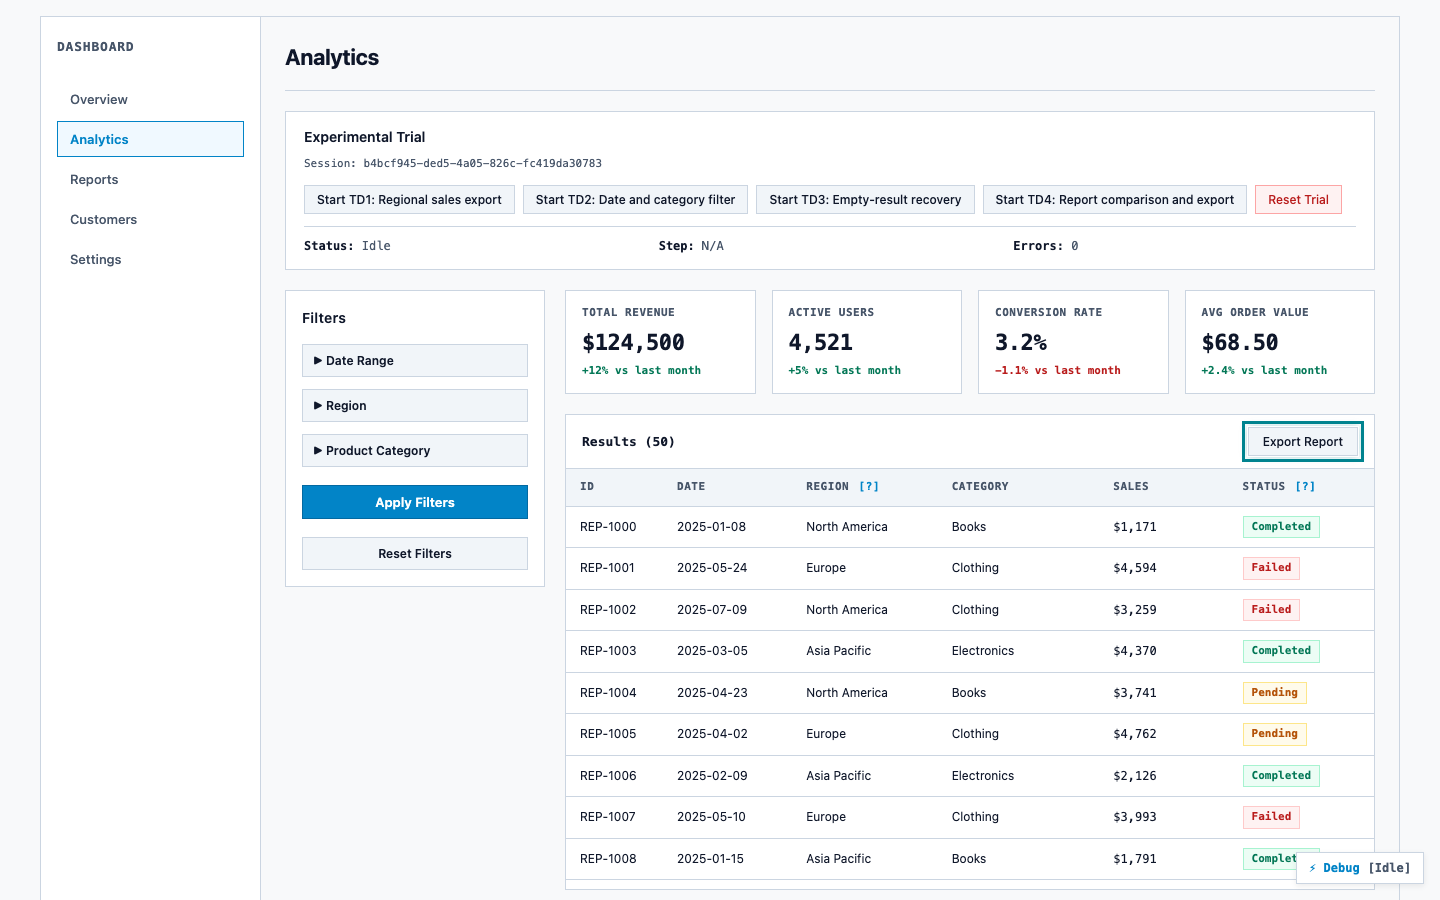 DASHBOARD
Overview
Analytics
Reports
Customers
Settings
Analytics
Experimental Trial
Session: b4bcf945-ded5-4a05-826c-fc419da30783
Start TD1: Regional sales export
Start TD2: Date and category filter
Start TD3: Empty-result recovery
Start TD4: Report comparison and export
Reset Trial
Status: Idle
Step: N/A
Errors: 0
Filters
▶ Date Range
▶ Region
▶ Product Category
Apply Filters
Reset Filters
TOTAL REVENUE
$124,500
+12% vs last month
ACTIVE USERS
4,521
+5% vs last month
CONVERSION RATE
3.2%
-1.1% vs last month
AVG ORDER VALUE
$68.50
+2.4% vs last month
Results (50)
Export Report
ID DATE REGION [?] CATEGORY SALES STATUS [?]
REP-1000 2025-01-08 North America Books $1,171 Completed
REP-1001 2025-05-24 Europe Clothing $4,594 Failed
REP-1002 2025-07-09 North America Clothing $3,259 Failed
REP-1003 2025-03-05 Asia Pacific Electronics $4,370 Completed
REP-1004 2025-04-23 North America Books $3,741 Pending
REP-1005 2025-04-02 Europe Clothing $4,762 Pending
REP-1006 2025-02-09 Asia Pacific Electronics $2,126 Completed
REP-1007 2025-05-10 Europe Clothing $3,993 Failed
REP-1008 2025-01-15 Asia Pacific Books $1,791
⚡ Debug [Idle]